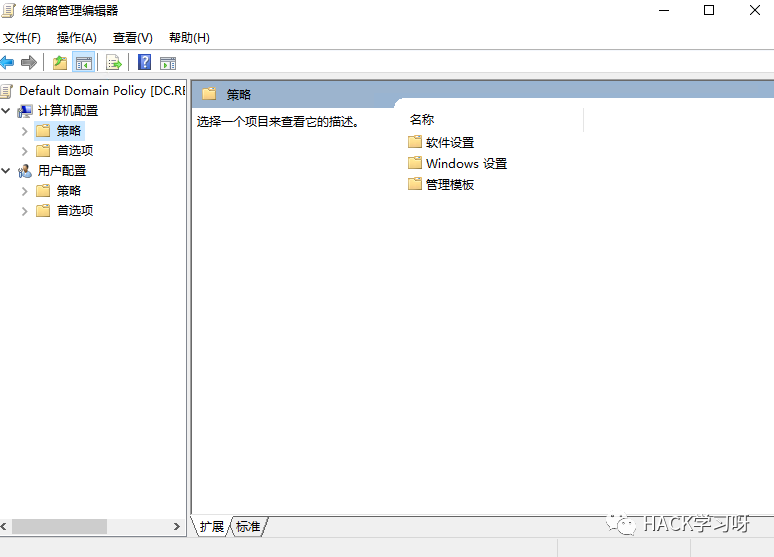 组策略管理编辑器
文件(F) 操作(A) 查看(V) 帮助(H)
Default Domain Policy [DC.RE
计算机配置
策略
首选项
用户配置
策略
首选项
策略
选择一个项目来查看它的描述。
名称
软件设置
Windows 设置
管理模板
扩展 标准
HACK学习呀